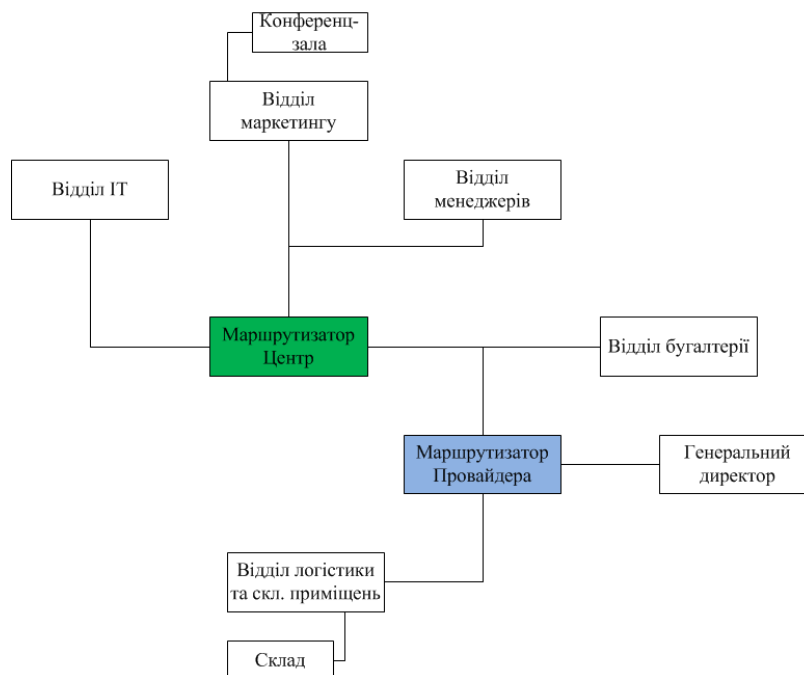 Конференц-
зала
Відділ
маркетингу
Відділ ІТ
Відділ
менеджерів
Маршрутизатор
Центр
Відділ бугалтерії
Маршрутизатор
Провайдера
Генеральний
директор
Відділ логістики
та скл. приміщень
Склад